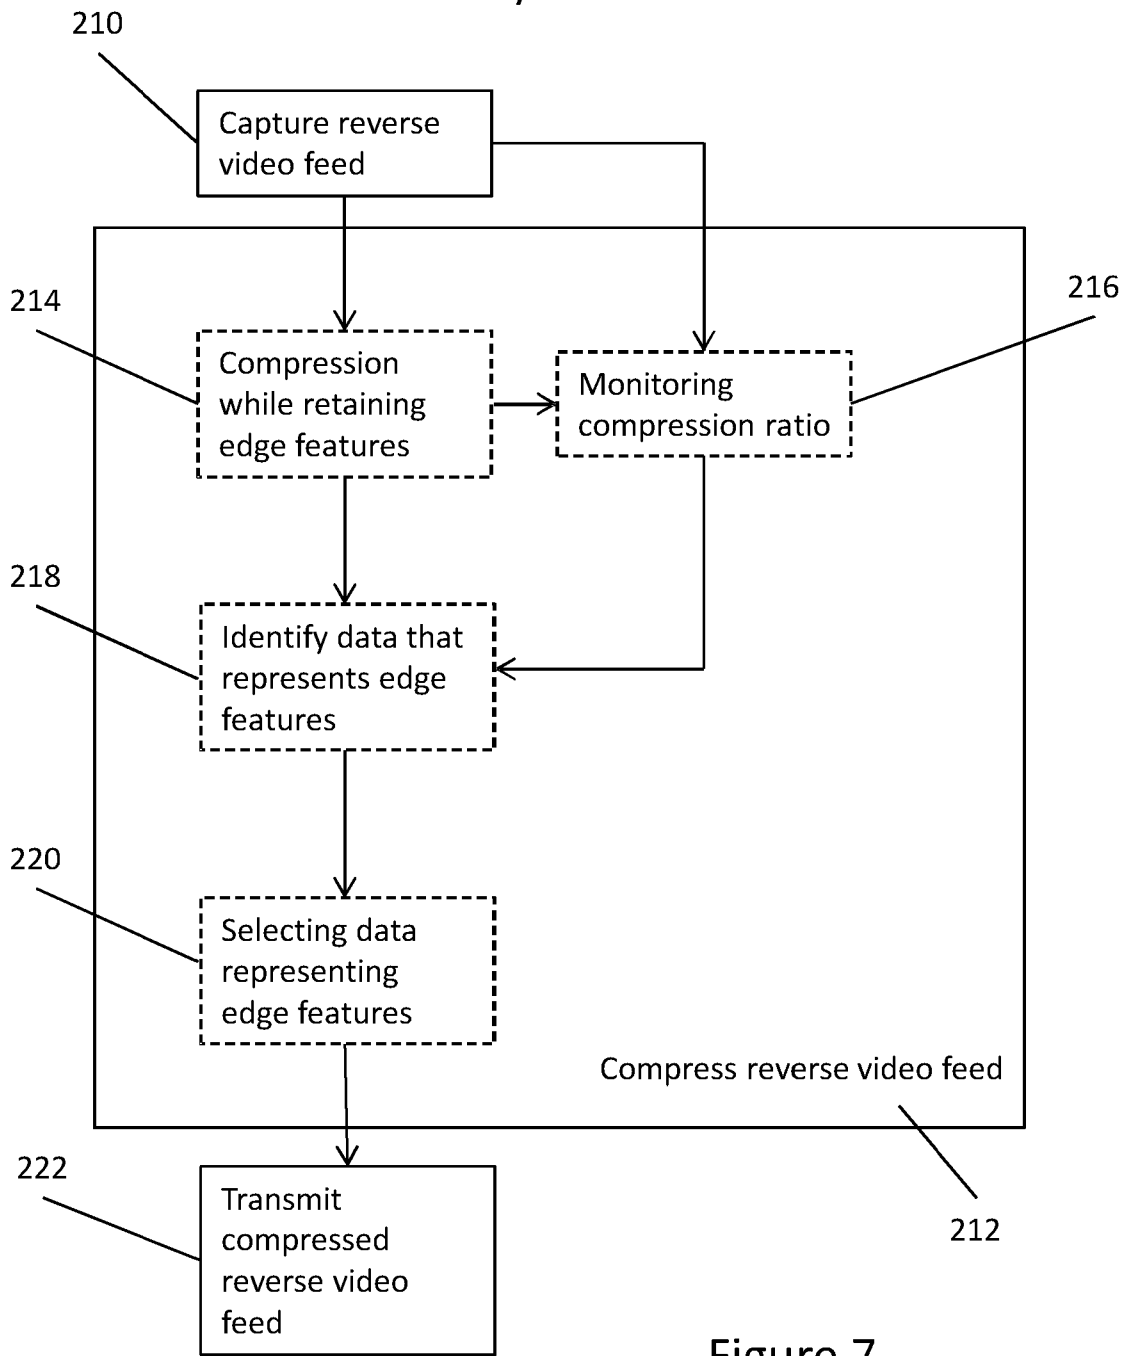 210
Capture reverse
video feed
214
216
Compression
while retaining
edge features
Monitoring
compression ratio
218
Identify data that
represents edge
features
220
Selecting data
representing
edge features
Compress reverse video feed
222
212
Transmit
compressed
reverse video
feed
Figure 7